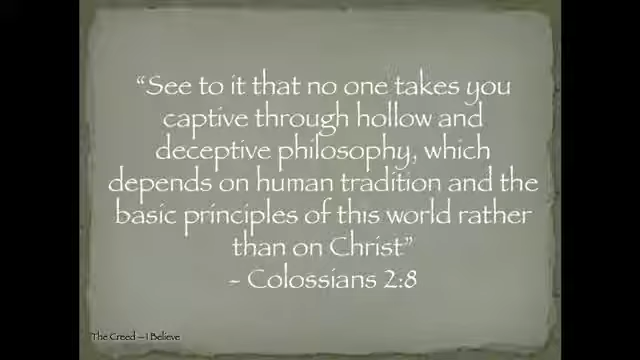 “See to it that no one takes you
captive through hollow and
deceptive philosophy, which
depends on human tradition and the
basic principles of this world rather
than on Christ”
- Colossians 2:8
The Creed – I Believe